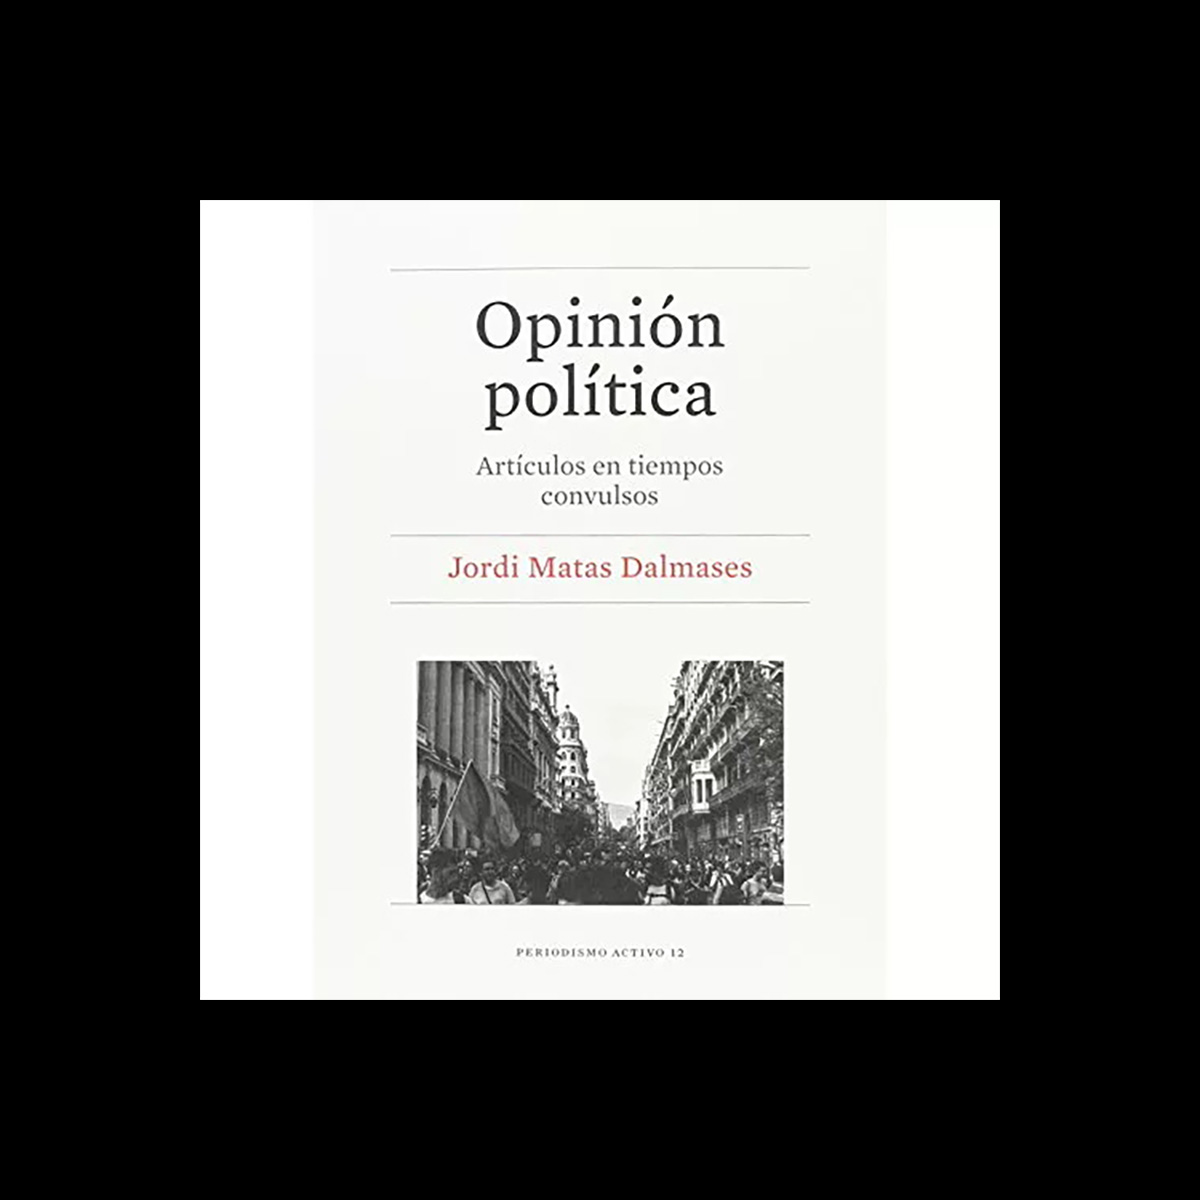 Opinión
política
Artículos en tiempos
convulsos
Jordi Matas Dalmases
PERIODISMO ACTIVO 12